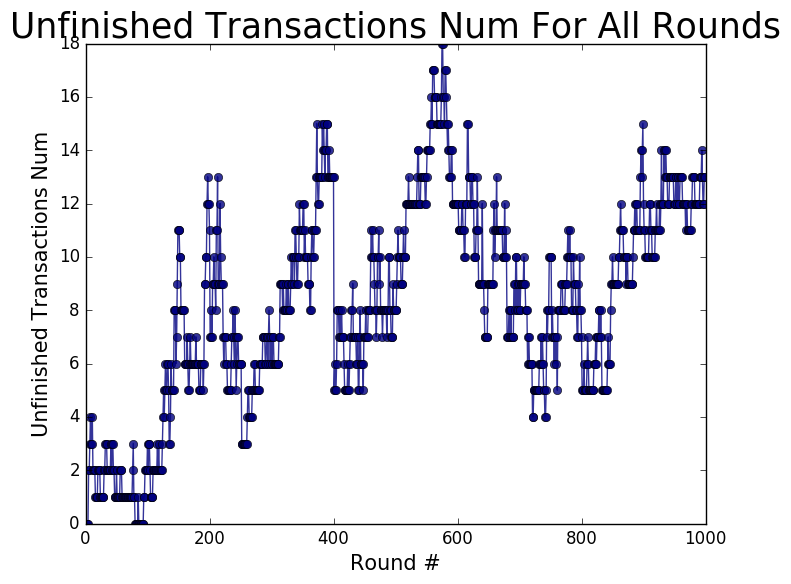 Unfinished Transactions Num For All Rounds
18
16
14
12
10
8
6
4
2
0
Unfinished Transactions Num
0 200 400 600 800 1000
Round #